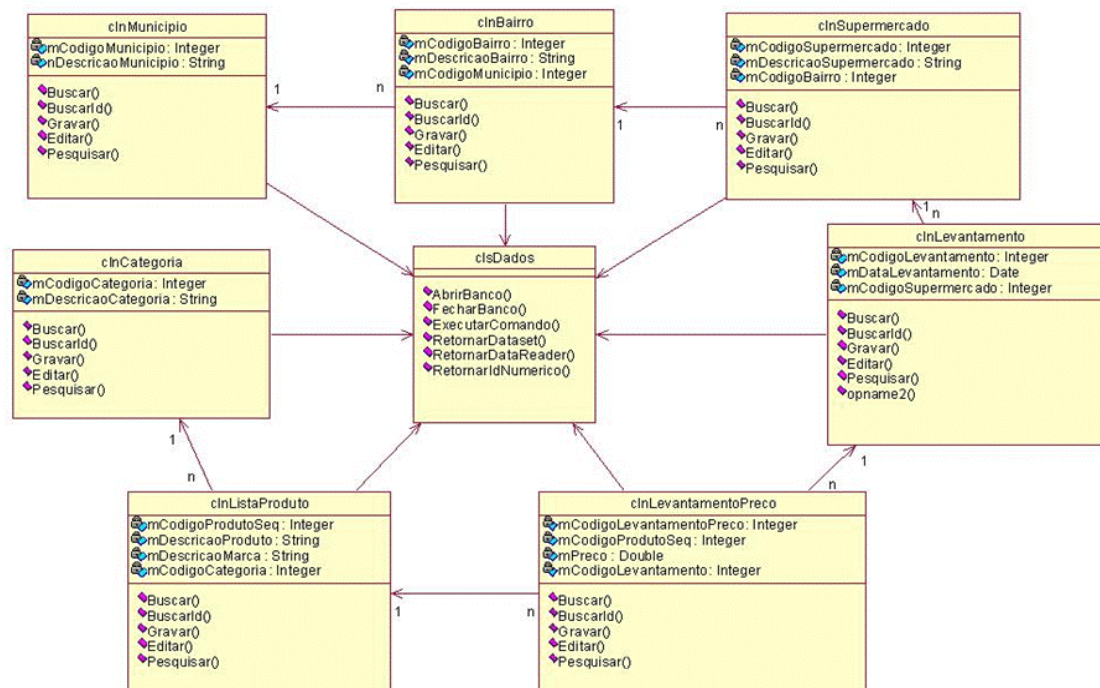 clnMunicipio
mCodigoMunicipio : Integer
nDescricaoMunicipio : String
Buscar()
BuscarId()
Gravar()
Editar()
Pesquisar()
1
n
clnBairro
mCodigoBairro : Integer
mDescricaoBairro : String
mCodigoMunicipio : Integer
Buscar()
BuscarId()
Gravar()
Editar()
Pesquisar()
1
n
clnSupermercado
mCodigoSupermercado : Integer
mDescricaoSupermercado : String
mCodigoBairro : Integer
Buscar()
BuscarId()
Gravar()
Editar()
Pesquisar()
1
n
clnCategoria
mCodigoCategoria : Integer
mDescricaoCategoria : String
Buscar()
BuscarId()
Gravar()
Editar()
Pesquisar()
clsDados
AbrirBanco()
FecharBanco()
ExecutarComando()
RetornarDataset()
RetornarDataReader()
RetornarIdNumerico()
clnLevantamento
mCodigoLevantamento : Integer
mDataLevantamento : Date
mCodigoSupermercado : Integer
Buscar()
BuscarId()
Gravar()
Editar()
Pesquisar()
opname2()
1
n
1
n
clnListaProduto
mCodigoProdutoSeq : Integer
mDescricaoProduto : String
mDescricaoMarca : String
mCodigoCategoria : Integer
Buscar()
BuscarId()
Gravar()
Editar()
Pesquisar()
1
n
clnLevantamentoPreco
mCodigoLevantamentoPreco : Integer
mCodigoProdutoSeq : Integer
mPreco : Double
mCodigoLevantamento : Integer
Buscar()
BuscarId()
Gravar()
Editar()
Pesquisar()